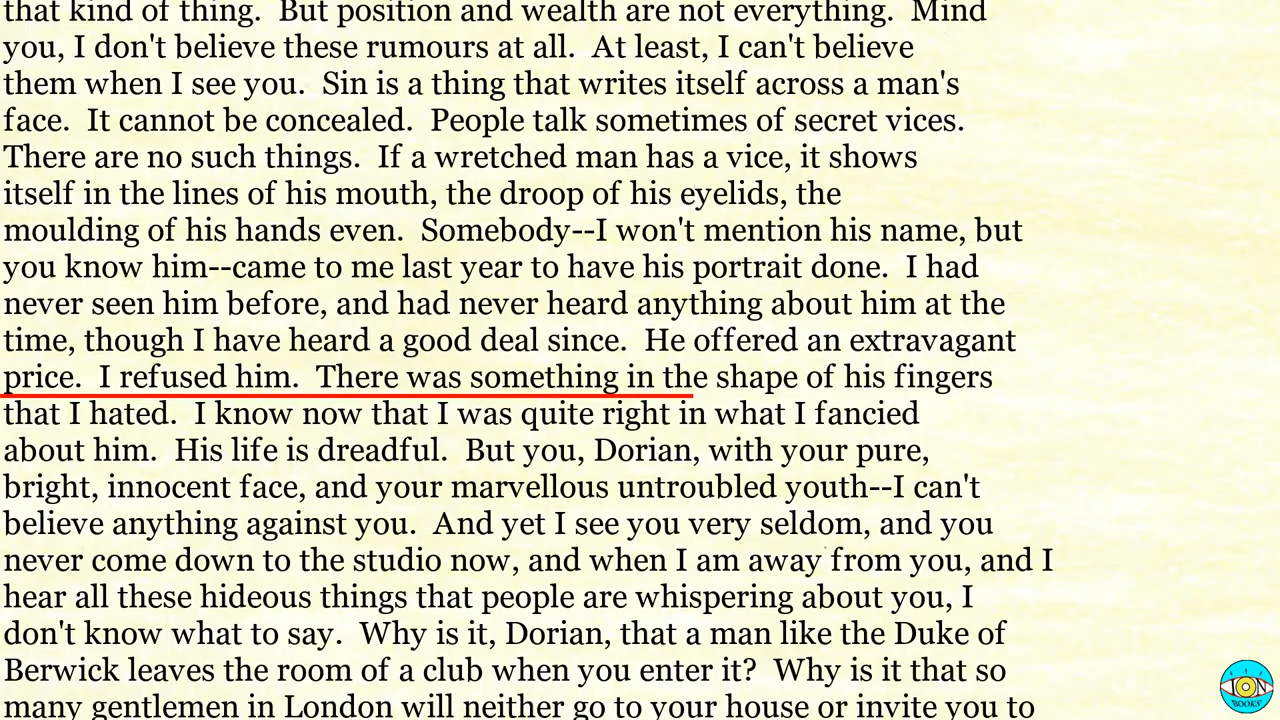 that kind of thing.  But position and wealth are not everything.  Mind
you, I don't believe these rumours at all.  At least, I can't believe
them when I see you.  Sin is a thing that writes itself across a man's
face.  It cannot be concealed.  People talk sometimes of secret vices.
There are no such things.  If a wretched man has a vice, it shows
itself in the lines of his mouth, the droop of his eyelids, the
moulding of his hands even.  Somebody--I won't mention his name, but
you know him--came to me last year to have his portrait done.  I had
never seen him before, and had never heard anything about him at the
time, though I have heard a good deal since.  He offered an extravagant
price.  I refused him.  There was something in the shape of his fingers
that I hated.  I know now that I was quite right in what I fancied
about him.  His life is dreadful.  But you, Dorian, with your pure,
bright, innocent face, and your marvellous untroubled youth--I can't
believe anything against you.  And yet I see you very seldom, and you
never come down to the studio now, and when I am away from you, and I
hear all these hideous things that people are whispering about you, I
don't know what to say.  Why is it, Dorian, that a man like the Duke of
Berwick leaves the room of a club when you enter it?  Why is it that so
many gentlemen in London will neither go to your house or invite you to
ION
BOOKS